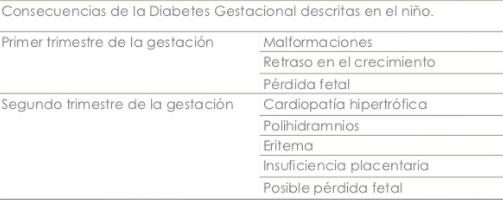 Consecuencias de la Diabetes Gestacional descritas en el niño.
Primer trimestre de la gestación Malformaciones
Retraso en el crecimiento
Pérdida fetal
Segundo trimestre de la gestación Cardiopatía hipertrófica
Polihidramnios
Eritema
Insuficiencia placentaria
Posible pérdida fetal